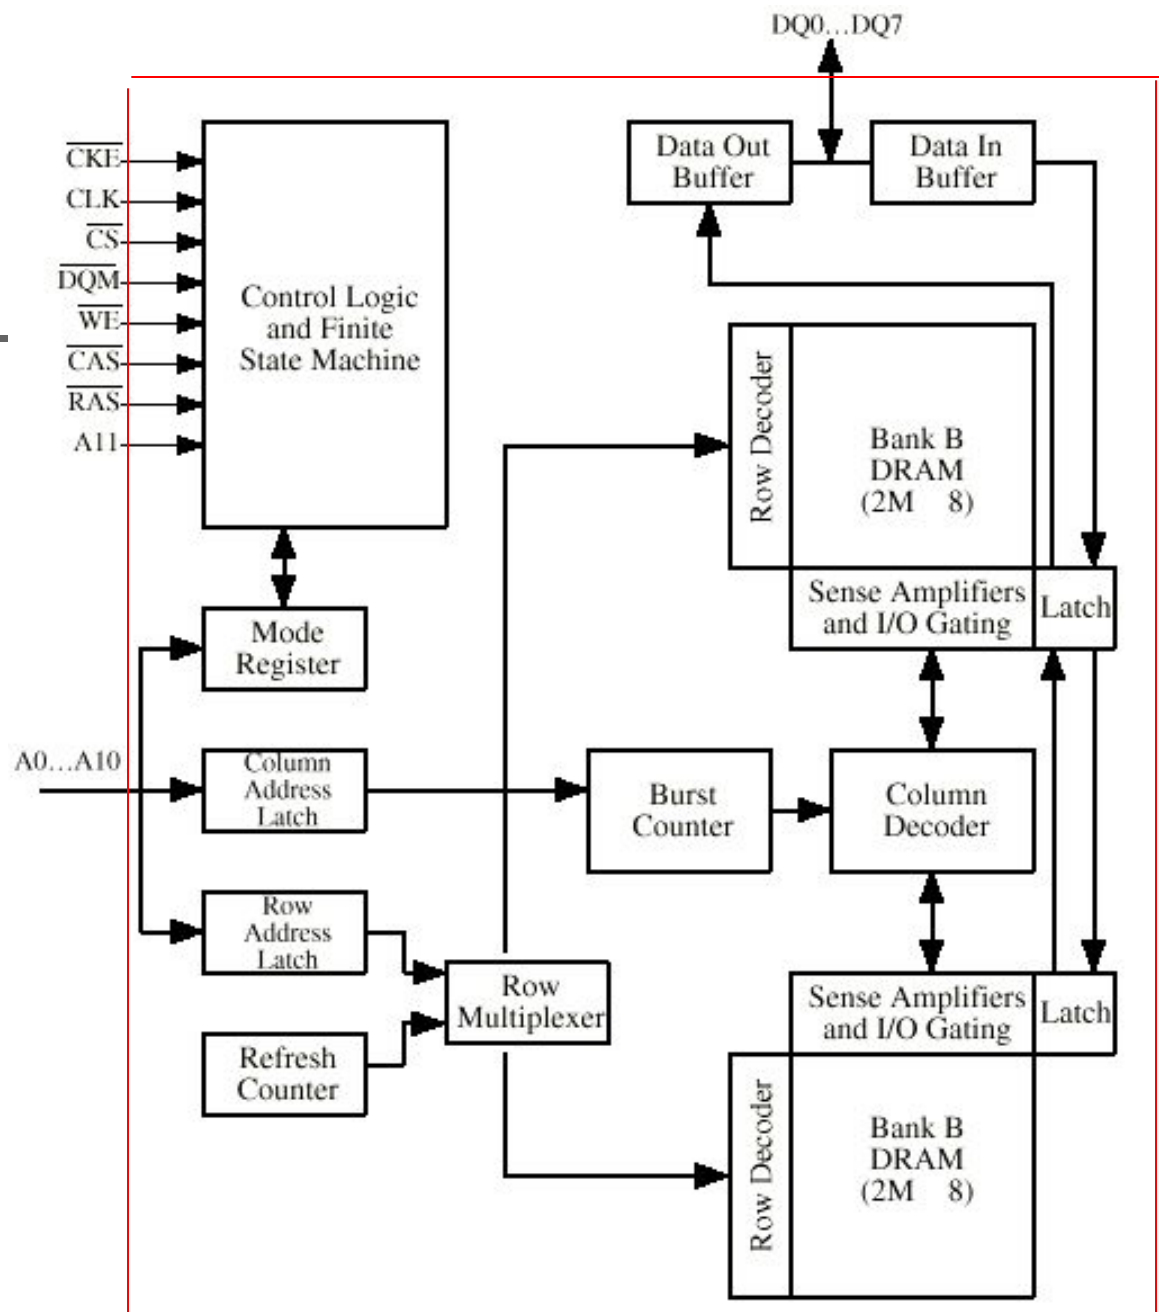 DQ0...DQ7
CKE
CLK
CS
DQM
WE
CAS
RAS
A11
Control Logic
and Finite
State Machine
Data Out
Buffer
Data In
Buffer
Row Decoder
Bank B
DRAM
(2M 8)
Sense Amplifiers
and I/O Gating
Latch
Mode
Register
A0...A10
Column
Address
Latch
Burst
Counter
Column
Decoder
Row
Address
Latch
Row
Multiplexer
Refresh
Counter
Sense Amplifiers
and I/O Gating
Latch
Row Decoder
Bank B
DRAM
(2M 8)